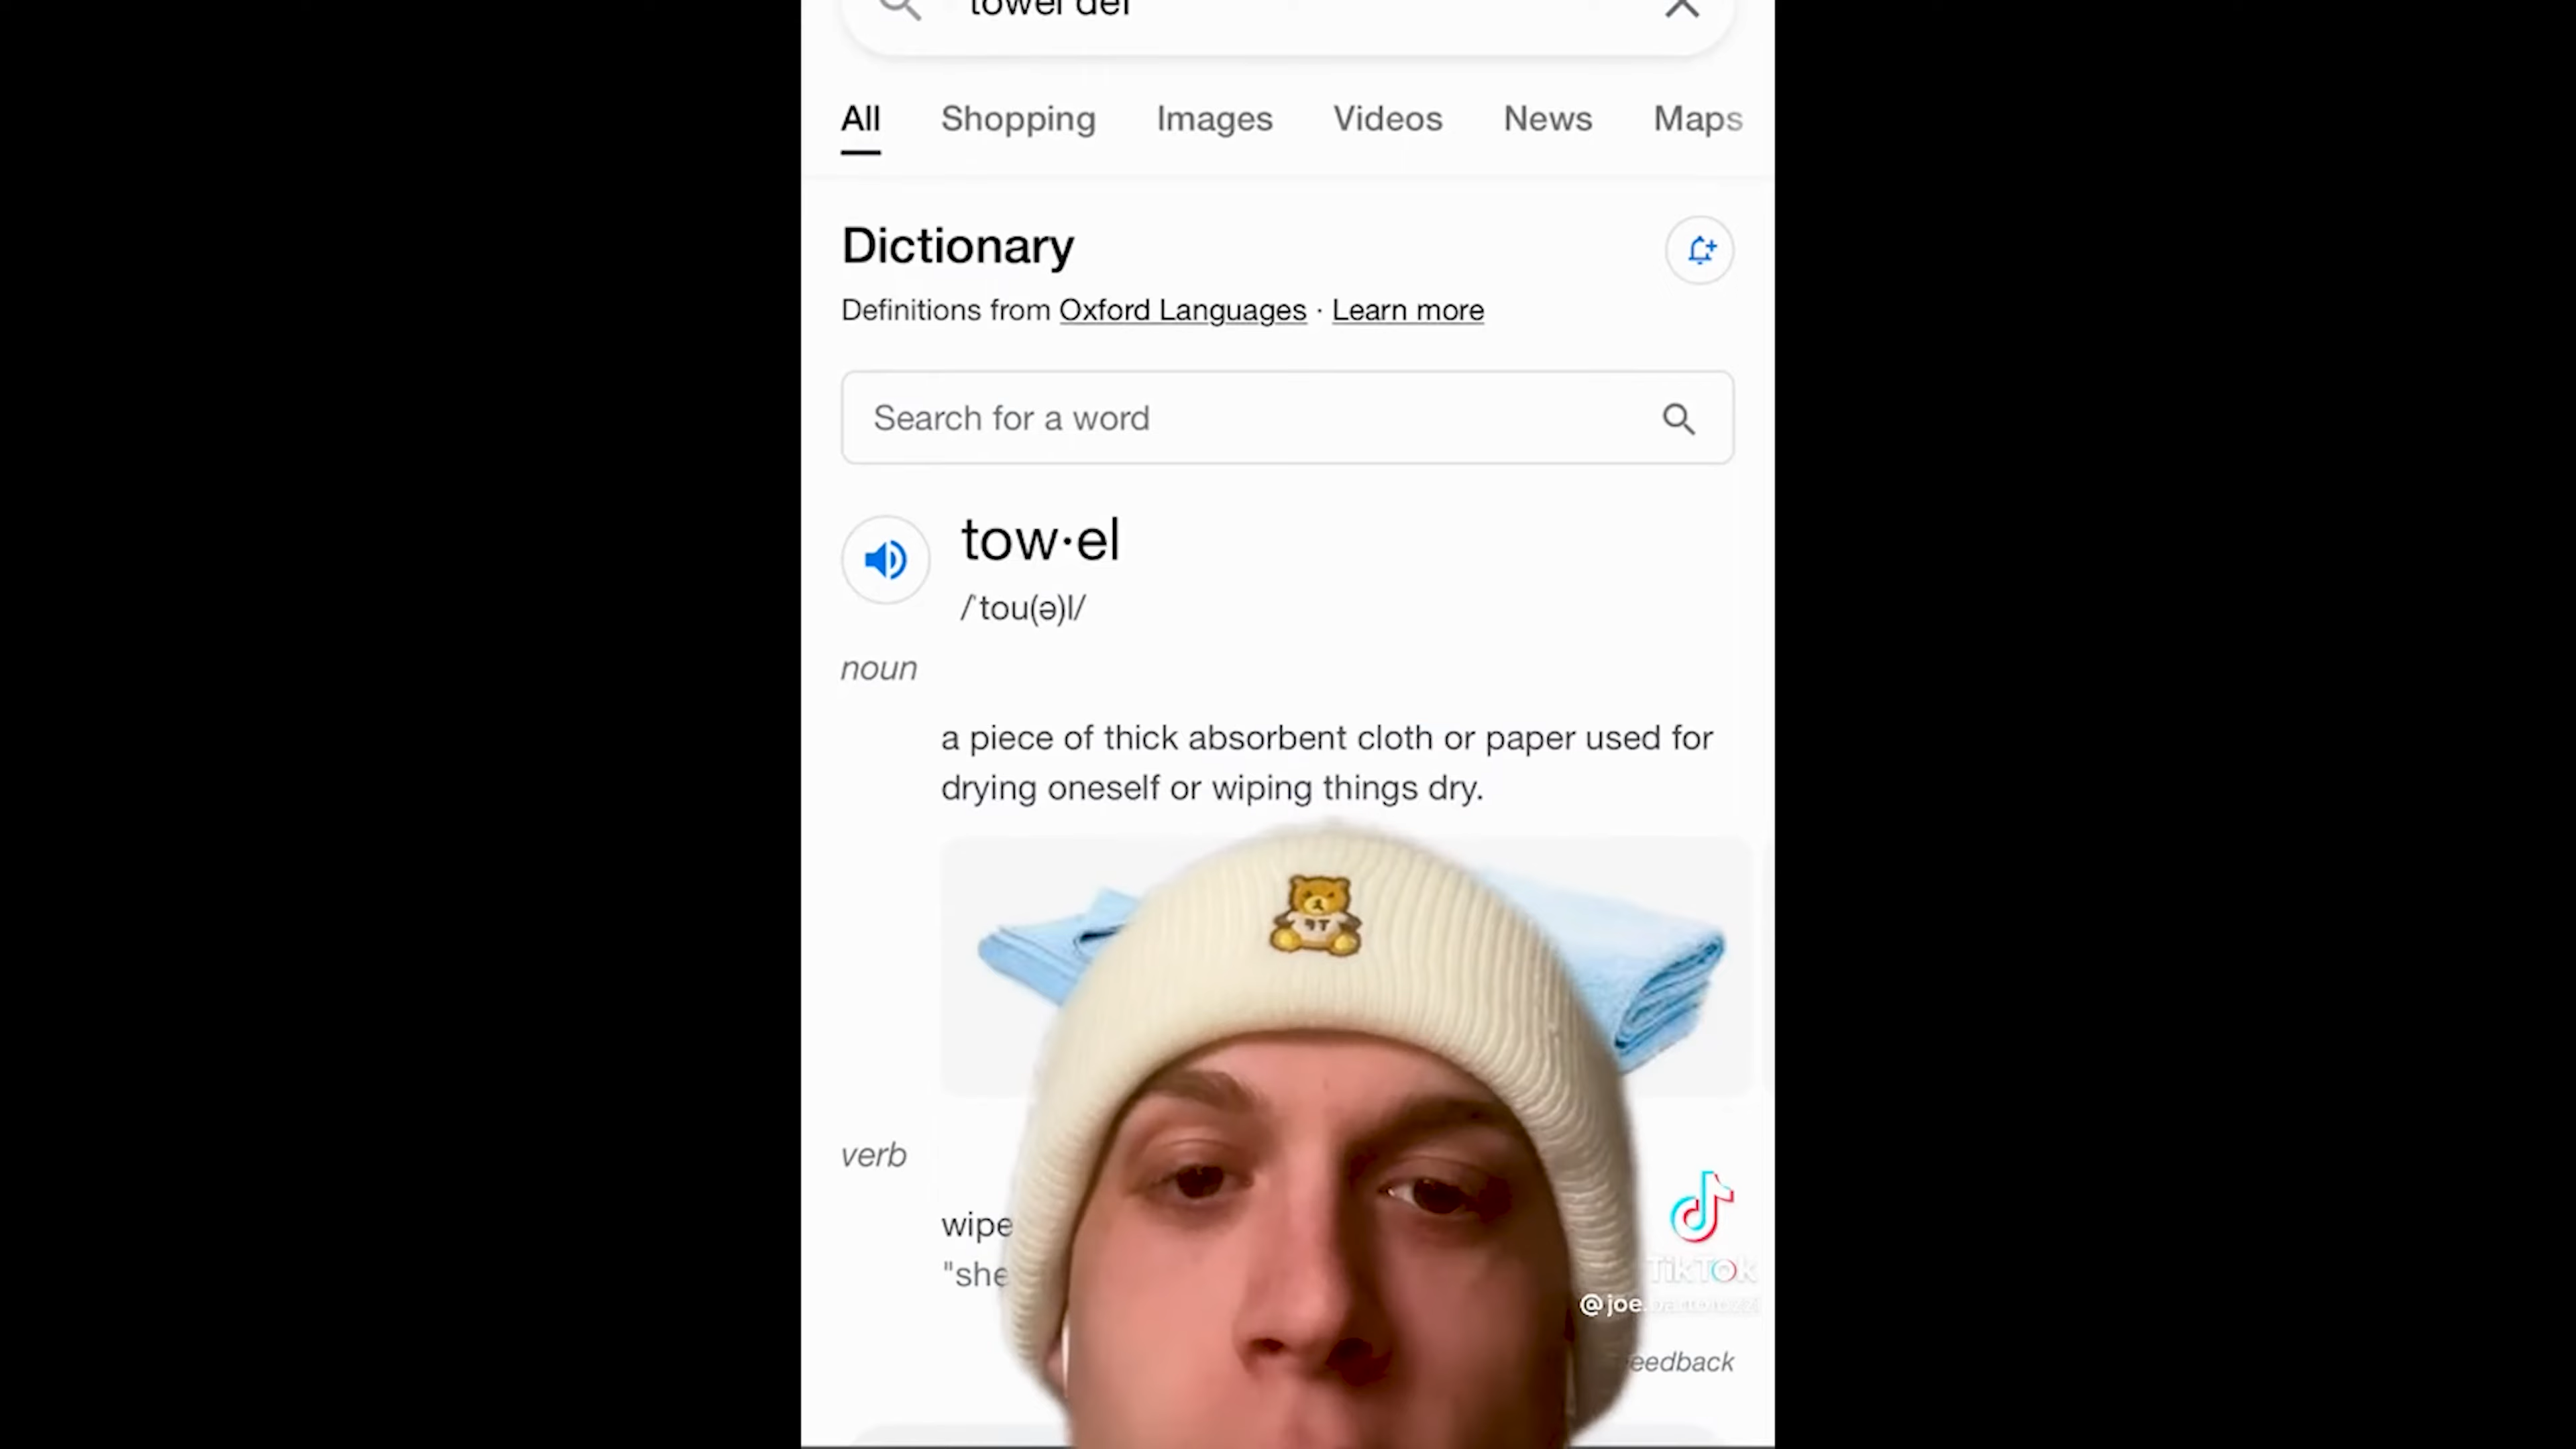 towel def
All Shopping Images Videos News Maps
Dictionary
Definitions from Oxford Languages · Learn more
Search for a word
tow·el
/ˈtou(ə)l/
noun
a piece of thick absorbent cloth or paper used for
drying oneself or wiping things dry.
verb
wipe
"she
TikTok
@joe.
eedback